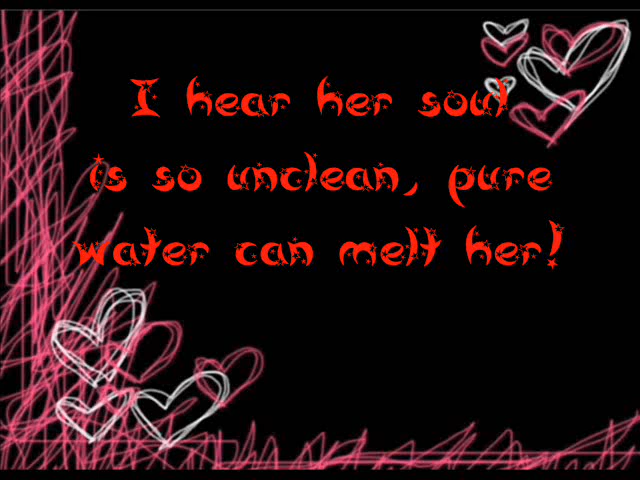 I hear her soul
is so unclean, pure
water can melt her!